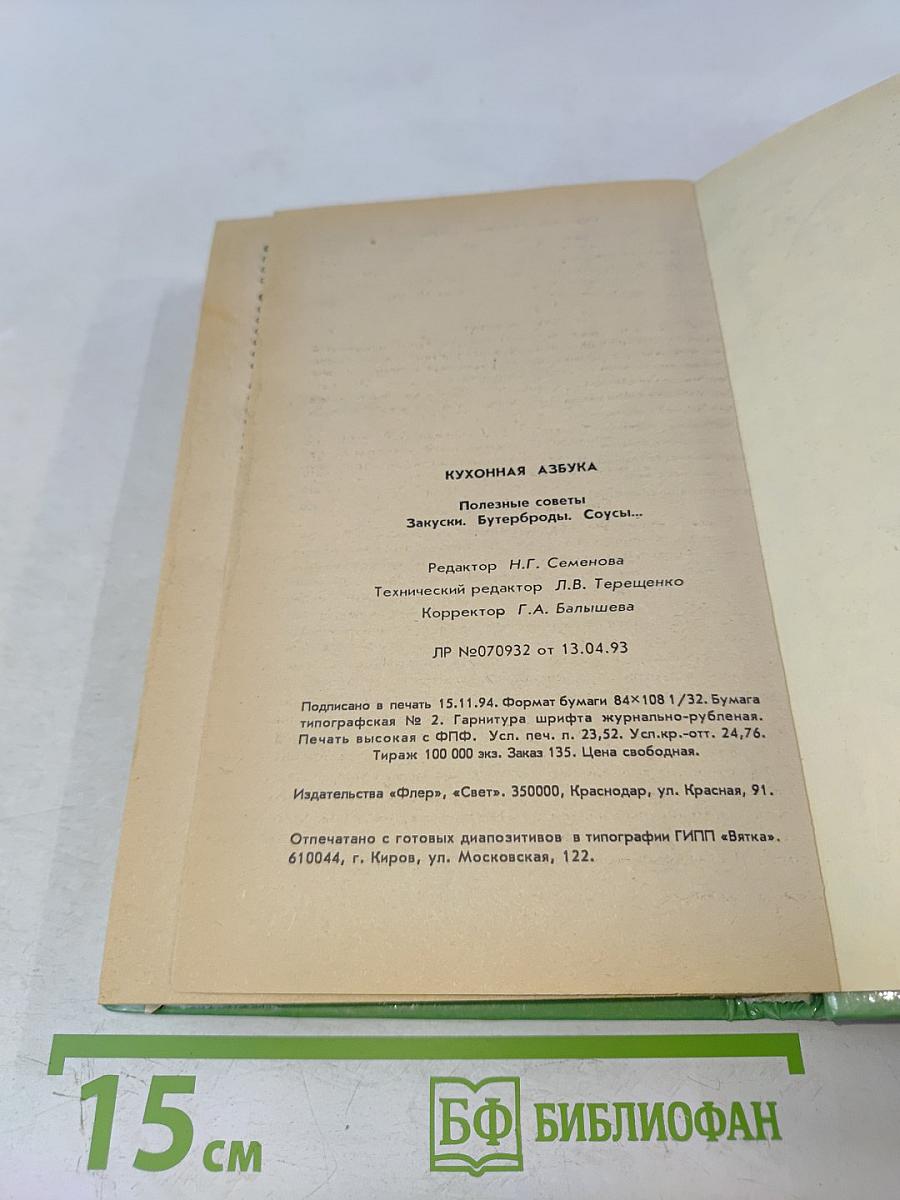 КУХОННАЯ АЗБУКА
Полезные советы
Закуски. Бутерброды. Соусы...
Редактор Н.Г. Семенова
Технический редактор Л.В. Терещенко
Корректор Г.А. Балышева
ЛР №070932 от 13.04.93
Подписано в печать 15.11.94. Формат бумаги 84×108 1/32. Бумага
типографская № 2. Гарнитура шрифта журнально-рубленая.
Печать высокая с ФПФ. Усл. печ. л. 23,52. Усл.кр.-отт. 24,76.
Тираж 100 000 экз. Заказ 135. Цена свободная.
Издательства «Флер», «Свет». 350000, Краснодар, ул. Красная, 91.
Отпечатано с готовых диапозитивов в типографии ГИПП «Вятка».
610044, г. Киров, ул. Московская, 122.
15 см
БФ БИБЛИОФАН